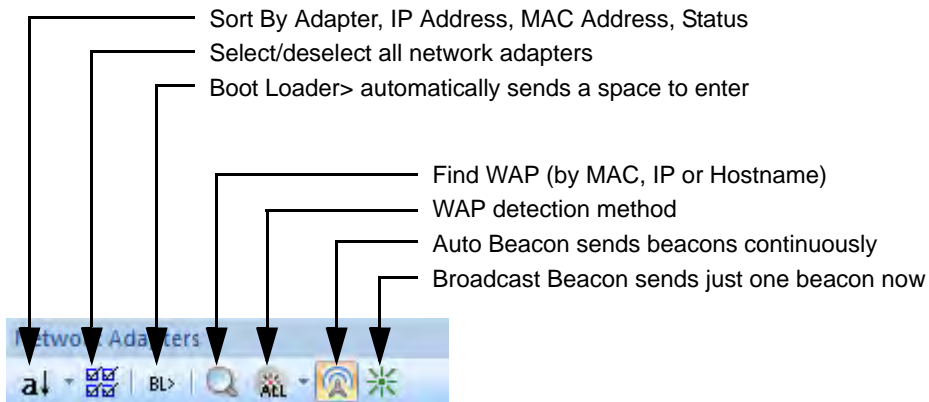 Sort By Adapter, IP Address, MAC Address, Status
Select/deselect all network adapters
Boot Loader> automatically sends a space to enter
Find WAP (by MAC, IP or Hostname)
WAP detection method
Auto Beacon sends beacons continuously
Broadcast Beacon sends just one beacon now
Network Adapters
a BL> ALL